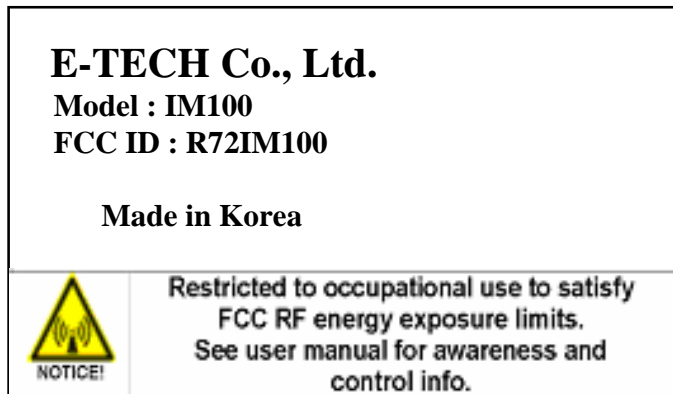 E-TECH Co., Ltd.
Model : IM100
FCC ID : R72IM100
Made in Korea
Restricted to occupational use to satisfy
FCC RF energy exposure limits.
See user manual for awareness and
control info.
NOTICE!